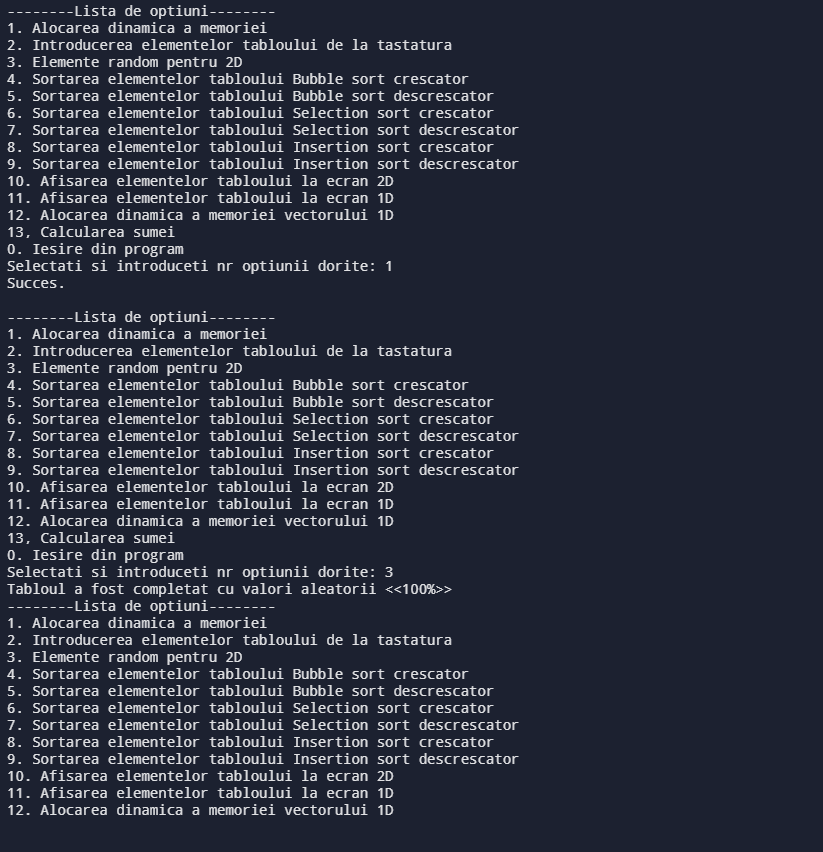 --------Lista de optiuni--------
1. Alocarea dinamica a memoriei
2. Introducerea elementelor tabloului de la tastatura
3. Elemente random pentru 2D
4. Sortarea elementelor tabloului Bubble sort crescator
5. Sortarea elementelor tabloului Bubble sort descrescator
6. Sortarea elementelor tabloului Selection sort crescator
7. Sortarea elementelor tabloului Selection sort descrescator
8. Sortarea elementelor tabloului Insertion sort crescator
9. Sortarea elementelor tabloului Insertion sort descrescator
10. Afisarea elementelor tabloului la ecran 2D
11. Afisarea elementelor tabloului la ecran 1D
12. Alocarea dinamica a memoriei vectorului 1D
13, Calcularea sumei
0. Iesire din program
Selectati si introduceti nr optiunii dorite: 1
Succes.

--------Lista de optiuni--------
1. Alocarea dinamica a memoriei
2. Introducerea elementelor tabloului de la tastatura
3. Elemente random pentru 2D
4. Sortarea elementelor tabloului Bubble sort crescator
5. Sortarea elementelor tabloului Bubble sort descrescator
6. Sortarea elementelor tabloului Selection sort crescator
7. Sortarea elementelor tabloului Selection sort descrescator
8. Sortarea elementelor tabloului Insertion sort crescator
9. Sortarea elementelor tabloului Insertion sort descrescator
10. Afisarea elementelor tabloului la ecran 2D
11. Afisarea elementelor tabloului la ecran 1D
12. Alocarea dinamica a memoriei vectorului 1D
13, Calcularea sumei
0. Iesire din program
Selectati si introduceti nr optiunii dorite: 3
Tabloul a fost completat cu valori aleatorii <<100%>>
--------Lista de optiuni--------
1. Alocarea dinamica a memoriei
2. Introducerea elementelor tabloului de la tastatura
3. Elemente random pentru 2D
4. Sortarea elementelor tabloului Bubble sort crescator
5. Sortarea elementelor tabloului Bubble sort descrescator
6. Sortarea elementelor tabloului Selection sort crescator
7. Sortarea elementelor tabloului Selection sort descrescator
8. Sortarea elementelor tabloului Insertion sort crescator
9. Sortarea elementelor tabloului Insertion sort descrescator
10. Afisarea elementelor tabloului la ecran 2D
11. Afisarea elementelor tabloului la ecran 1D
12. Alocarea dinamica a memoriei vectorului 1D